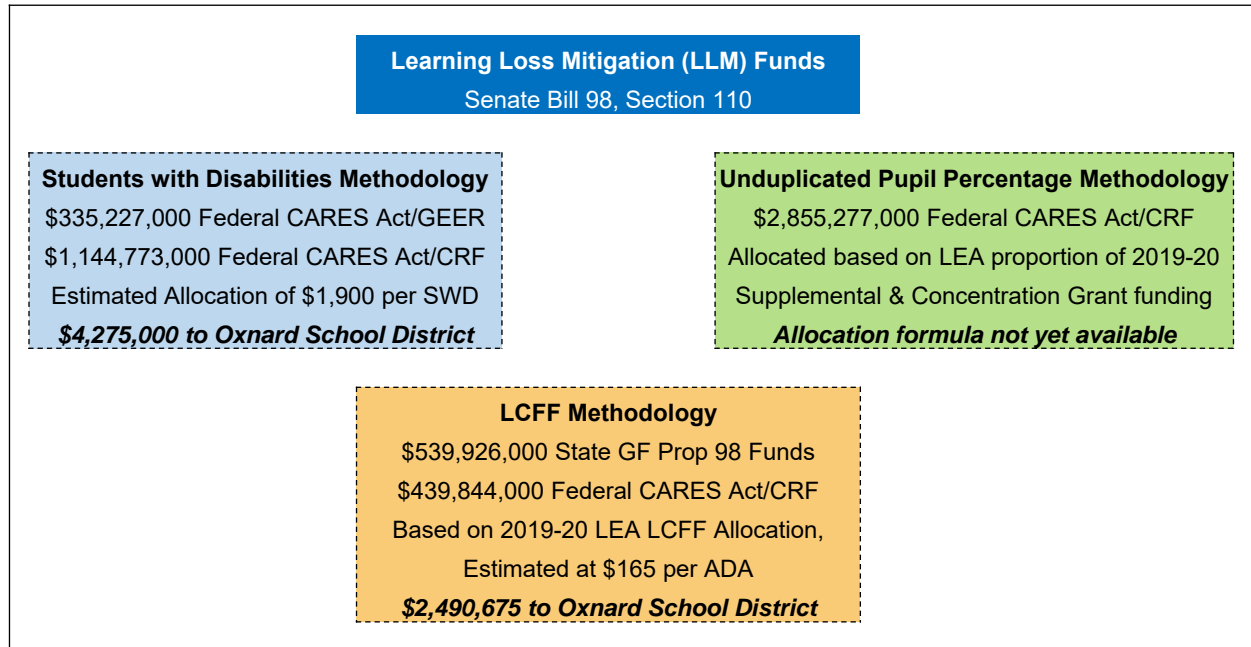 Learning Loss Mitigation (LLM) Funds
Senate Bill 98, Section 110
Students with Disabilities Methodology
$335,227,000 Federal CARES Act/GEER
$1,144,773,000 Federal CARES Act/CRF
Estimated Allocation of $1,900 per SWD
$4,275,000 to Oxnard School District
Unduplicated Pupil Percentage Methodology
$2,855,277,000 Federal CARES Act/CRF
Allocated based on LEA proportion of 2019-20
Supplemental & Concentration Grant funding
Allocation formula not yet available
LCFF Methodology
$539,926,000 State GF Prop 98 Funds
$439,844,000 Federal CARES Act/CRF
Based on 2019-20 LEA LCFF Allocation,
Estimated at $165 per ADA
$2,490,675 to Oxnard School District